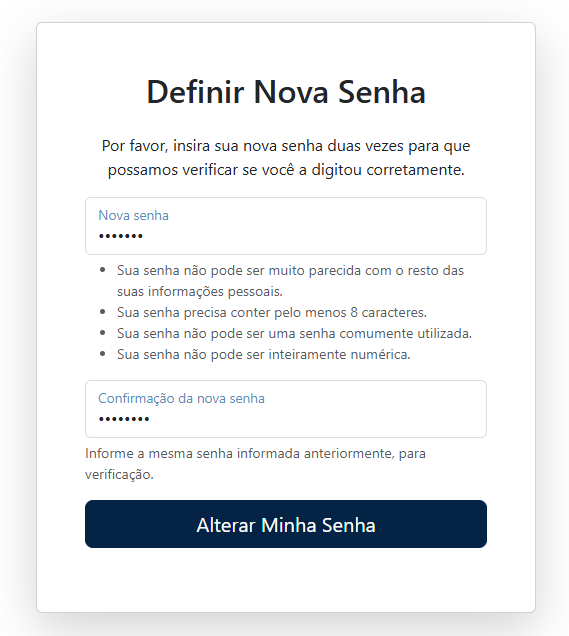 Definir Nova Senha
Por favor, insira sua nova senha duas vezes para que
possamos verificar se você a digitou corretamente.
Nova senha
•••••••
• Sua senha não pode ser muito parecida com o resto das
suas informações pessoais.
• Sua senha precisa conter pelo menos 8 caracteres.
• Sua senha não pode ser uma senha comumente utilizada.
• Sua senha não pode ser inteiramente numérica.
Confirmação da nova senha
••••••••
Informe a mesma senha informada anteriormente, para
verificação.
Alterar Minha Senha